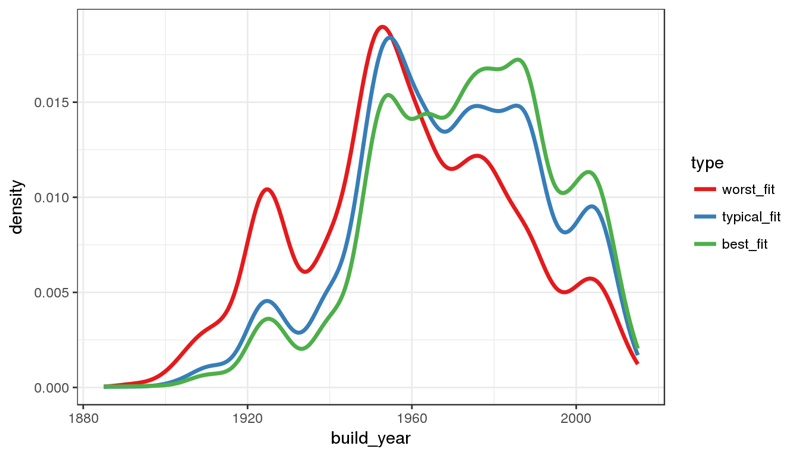 density
0.015
0.010
0.005
0.000
1880 1920 1960 2000
build_year
type
worst_fit
typical_fit
best_fit